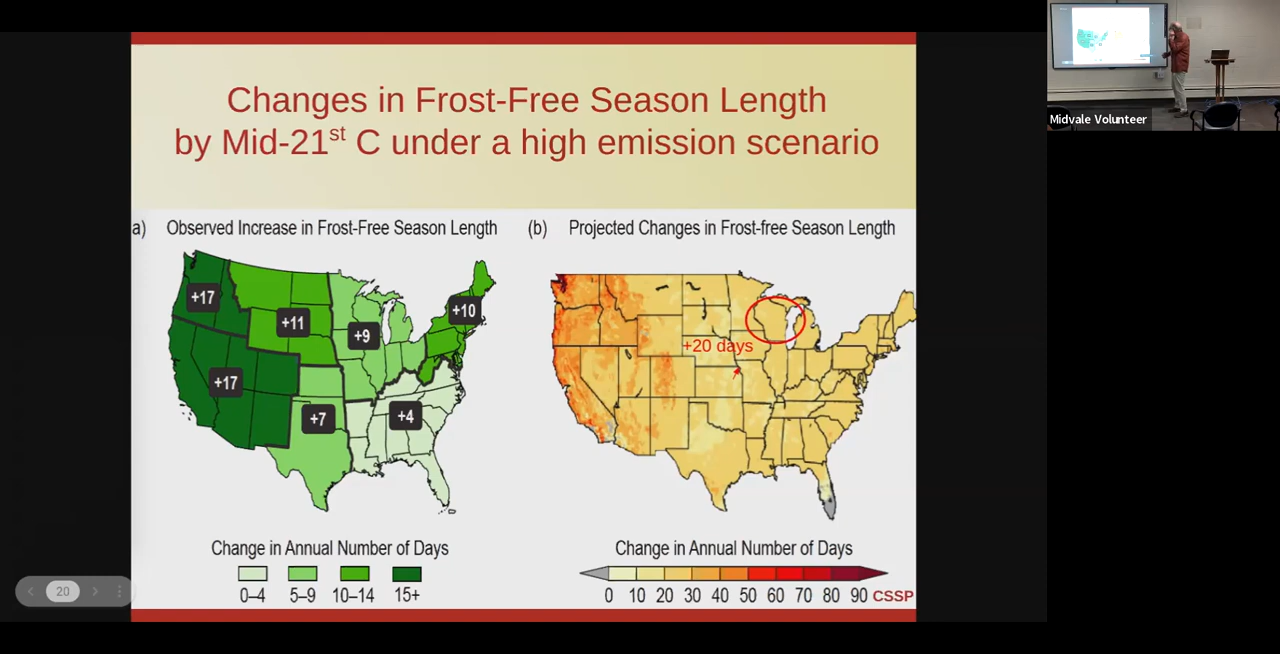 Changes in Frost-Free Season Length
by Mid-21st C under a high emission scenario
a) Observed Increase in Frost-Free Season Length
(b) Projected Changes in Frost-free Season Length
+17
+11
+9
+10
+17
+7
+4
+20 days
Change in Annual Number of Days
0–4 5–9 10–14 15+
Change in Annual Number of Days
0 10 20 30 40 50 60 70 80 90 CSSP
20
Midvale Volunteer